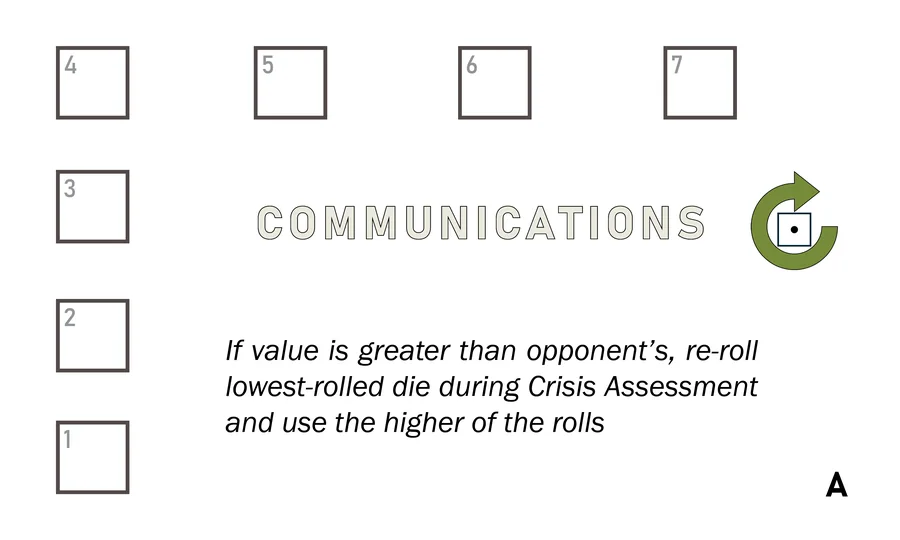 4 5 6 7
3
COMMUNICATIONS
2
If value is greater than opponent’s, re-roll
lowest-rolled die during Crisis Assessment
and use the higher of the rolls
1
A